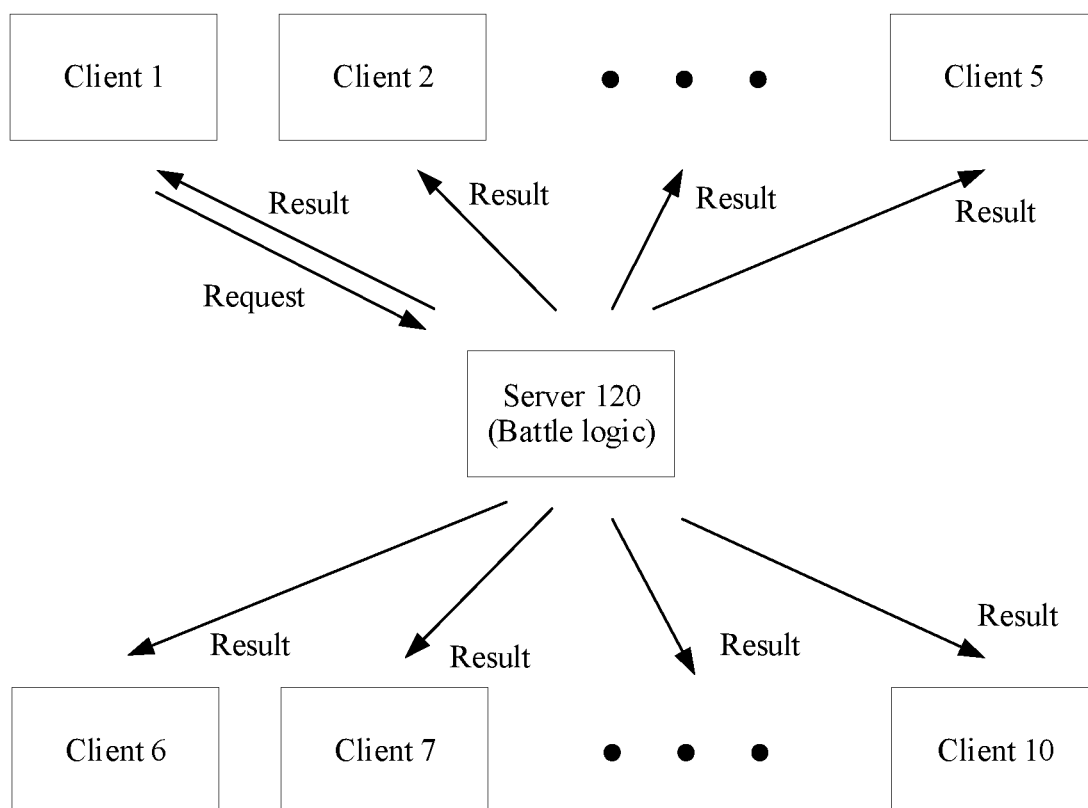 Client 1
Client 2
Client 5
Result
Result
Result
Result
Request
Server 120
(Battle logic)
Result
Result
Result
Result
Client 6
Client 7
Client 10